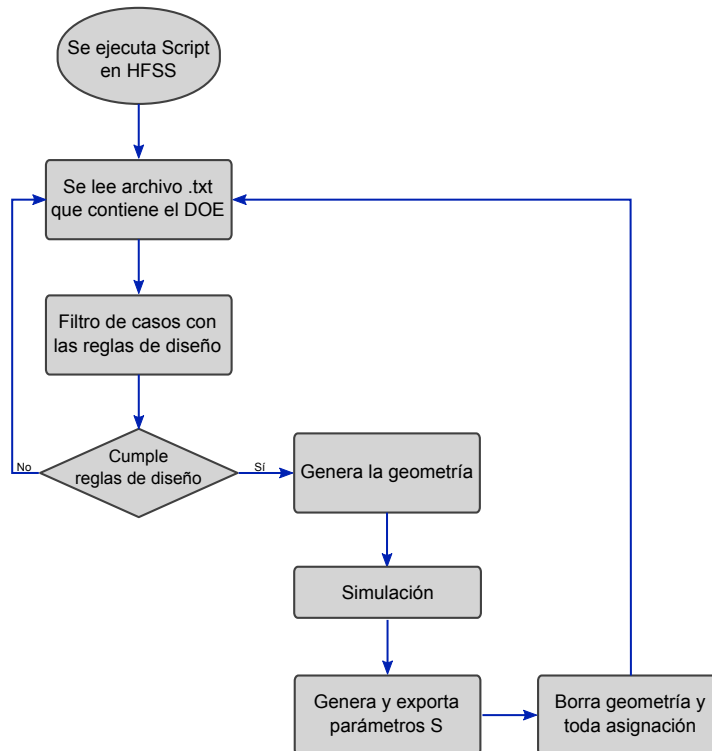 Se ejecuta Script
en HFSS
Se lee archivo .txt
que contiene el DOE
Filtro de casos con
las reglas de diseño
Cumple
reglas de diseño
No
Sí
Genera la geometría
Simulación
Genera y exporta
parámetros S
Borra geometría y
toda asignación